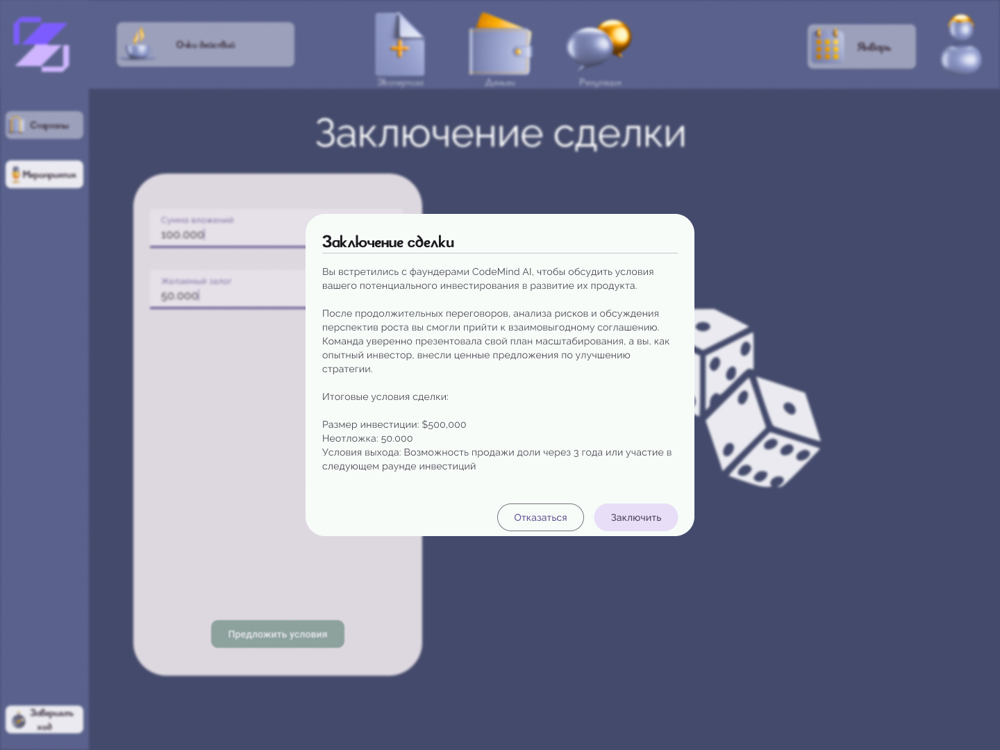 Очки действий
Экспертиза
Деньги
Репутация
Январь
Стартапы
Мероприятия
Заключение сделки
Сумма вложений
100.000
Желаемый залог
50.000
Заключение сделки
Вы встретились с фаундерами CodeMind AI, чтобы обсудить условия
вашего потенциального инвестирования в развитие их продукта.
После продолжительных переговоров, анализа рисков и обсуждения
перспектив роста вы смогли прийти к взаимовыгодному соглашению.
Команда уверенно презентовала свой план масштабирования, а вы, как
опытный инвестор, внесли ценные предложения по улучшению
стратегии.
Итоговые условия сделки:
Размер инвестиции: $500,000
Неотложка: 50.000
Условия выхода: Возможность продажи доли через 3 года или участие в
следующем раунде инвестиций
Отказаться
Заключить
Предложить условия
Завершить
ход